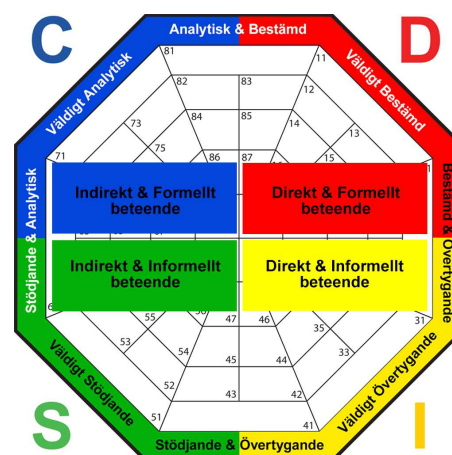 C
Analytisk & Bestämd
D
Väldigt Analytisk
Väldigt Bestämd
81
11
82
83
12
73
84
85
14
13
75
86
87
15
71
Indirekt & Formellt
beteende
Direkt & Formellt
beteende
Stödjande & Analytisk
Bestämd & Övertygande
Indirekt & Informellt
beteende
Direkt & Informellt
beteende
55
47
46
35
31
53
54
45
44
33
52
43
42
51
41
Väldigt Stödjande
Väldigt Övertygande
S
Stödjande & Övertygande
I